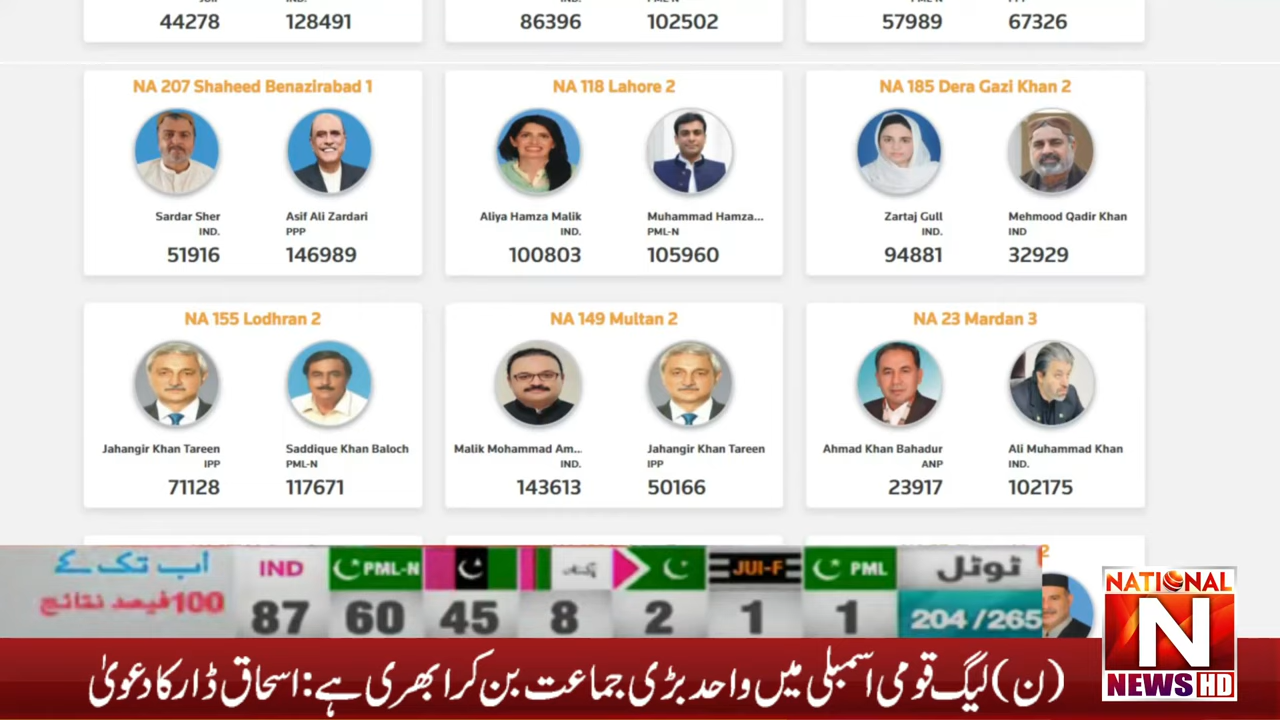 44278 128491
86396 102502
57989 67326
NA 207 Shaheed Benazirabad 1
Sardar Sher Asif Ali Zardari
IND. PPP
51916 146989
NA 118 Lahore 2
Aliya Hamza Malik Muhammad Hamza...
IND. PML-N
100803 105960
NA 185 Dera Gazi Khan 2
Zartaj Gull Mehmood Qadir Khan
IND. IND
94881 32929
NA 155 Lodhran 2
Jahangir Khan Tareen Saddique Khan Baloch
IPP PML-N
71128 117671
NA 149 Multan 2
Malik Mohammad Am... Jahangir Khan Tareen
IND. IPP
143613 50166
NA 23 Mardan 3
Ahmad Khan Bahadur Ali Muhammad Khan
ANP IND.
23917 102175
اب تک کے
100فیصد نتائج
IND PML-N JUI-F PML ٹوٹل
87 60 45 8 2 1 1 204/265
(ن) لیگ قومی اسمبلی میں واحد بڑی جماعت بن کر ابھری ہے: اسحاق ڈار کا دعویٰ
NATIONAL
N
NEWS HD